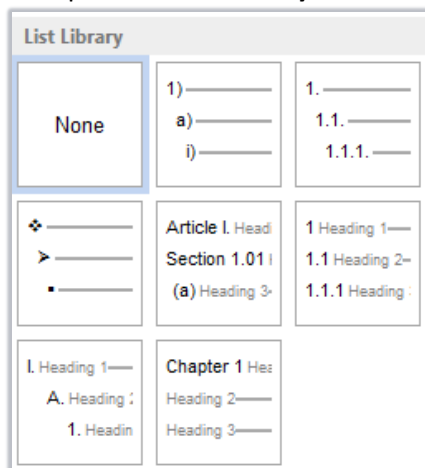 List Library
None
1)
a)
i)
1.
1.1.
1.1.1.
❖
➢
▪
Article I. Headi
Section 1.01
(a) Heading 3
1 Heading 1
1.1 Heading 2
1.1.1 Heading
I. Heading 1
A. Heading
1. Headin
Chapter 1 Hea
Heading 2
Heading 3